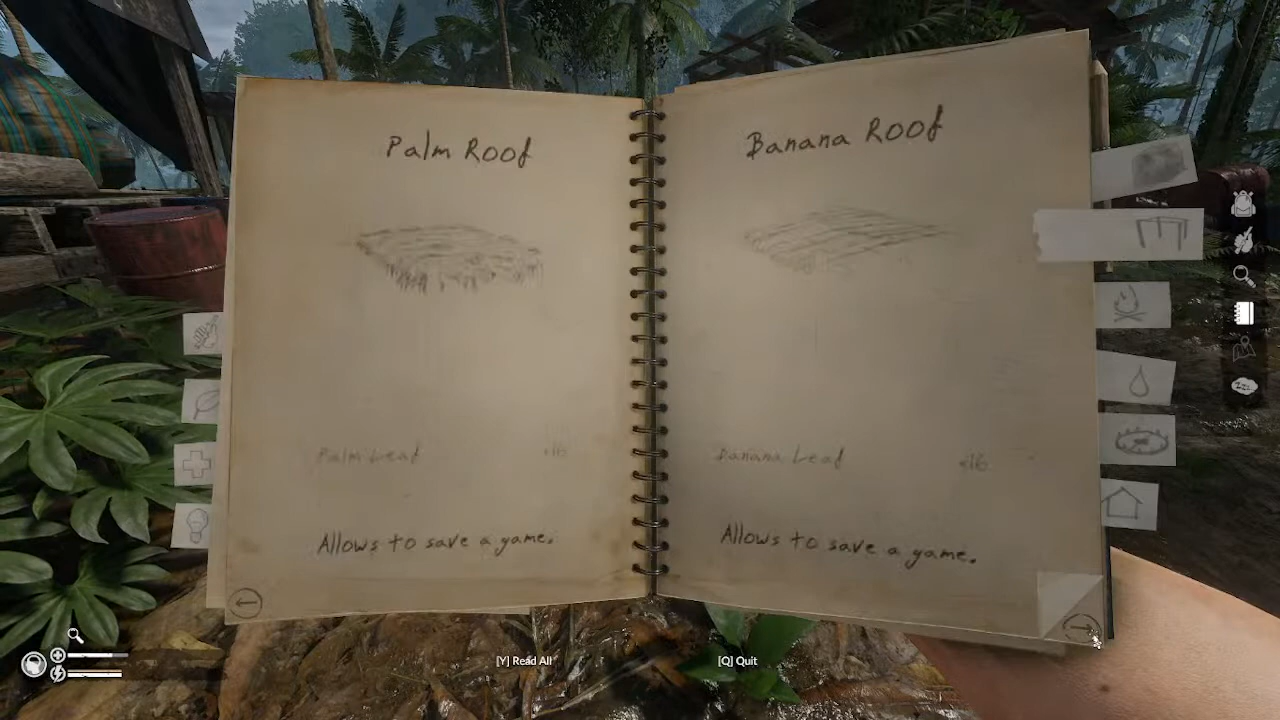 Palm Roof
Palm Leaf
Allows to save a game.
Banana Roof
Banana Leaf
Allows to save a game.
[Y] Read All
[Q] Quit